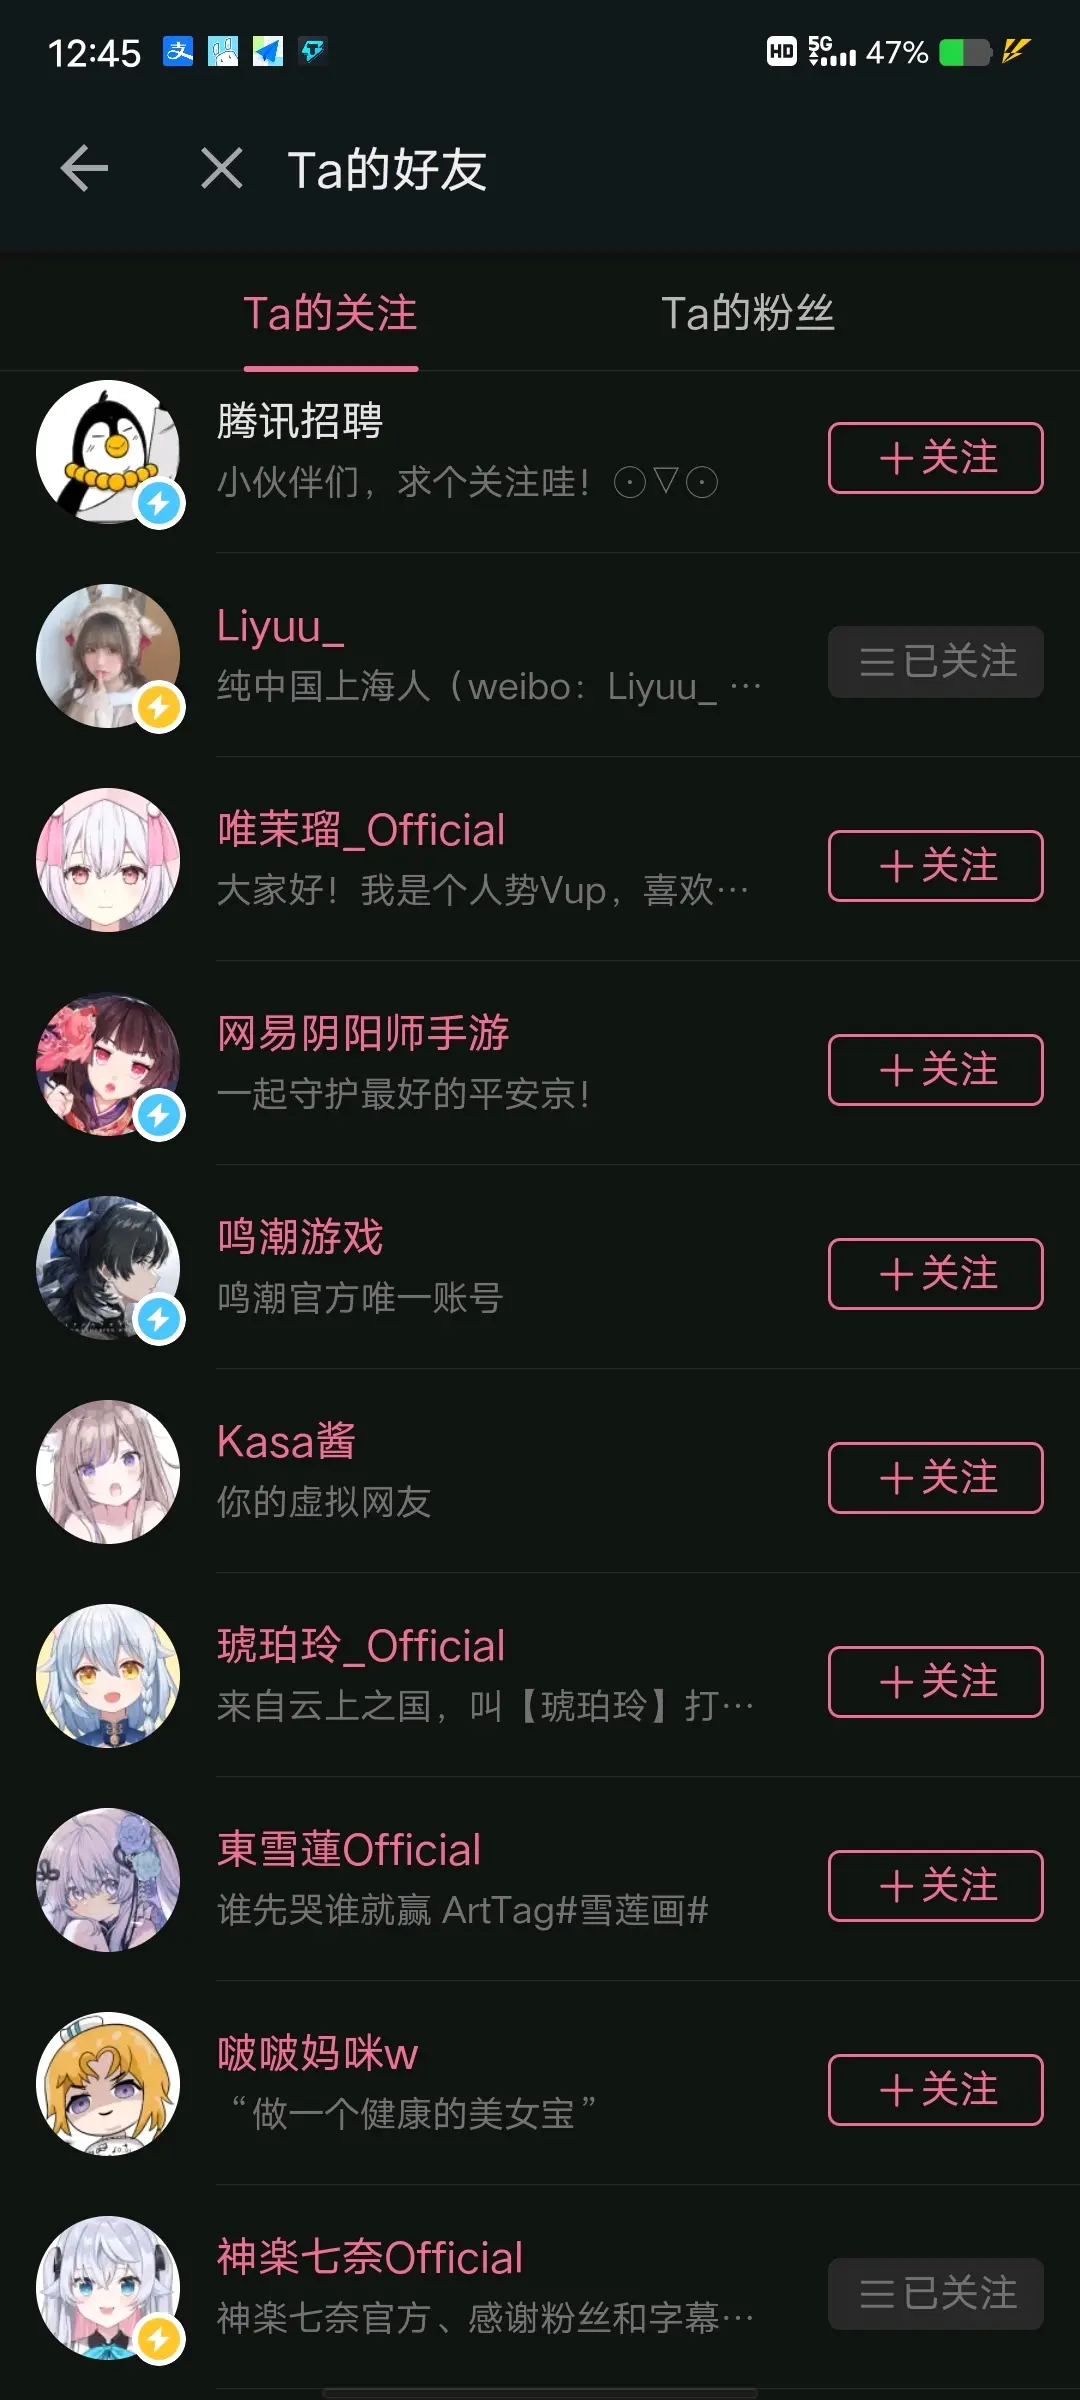 12:45
HD 5G 47%
Ta的好友
Ta的关注
Ta的粉丝
腾讯招聘
小伙伴们，求个关注哇！⊙▽⊙
＋关注
Liyuu_
纯中国上海人（weibo：Liyuu_ …
已关注
唯茉瑠_Official
大家好！我是个人势Vup，喜欢…
＋关注
网易阴阳师手游
一起守护最好的平安京！
＋关注
鸣潮游戏
鸣潮官方唯一账号
＋关注
Kasa酱
你的虚拟网友
＋关注
琥珀玲_Official
来自云上之国，叫【琥珀玲】打…
＋关注
東雪蓮Official
谁先哭谁就赢 ArtTag#雪莲画#
＋关注
啵啵妈咪w
“做一个健康的美女宝”
＋关注
神楽七奈Official
神楽七奈官方、感谢粉丝和字幕…
已关注